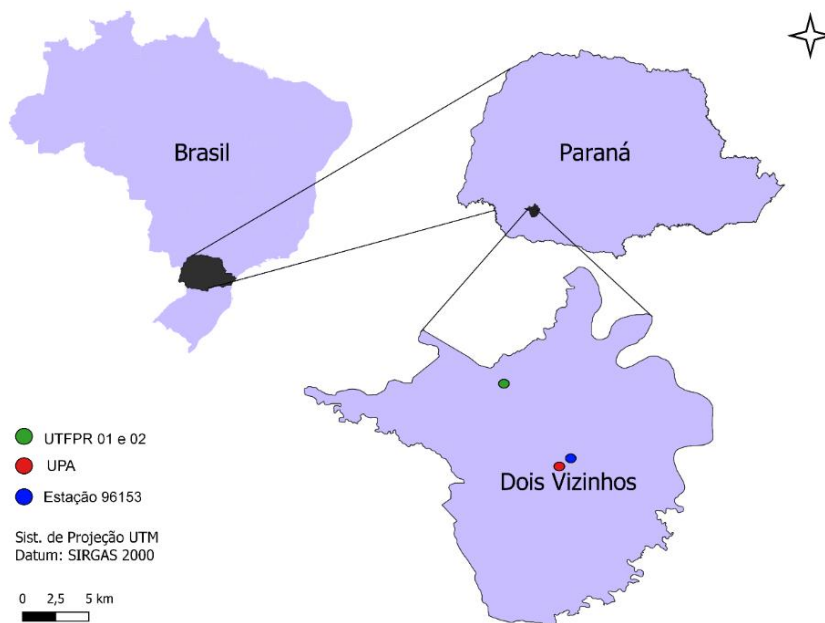 Brasil
Paraná
Dois Vizinhos
UTFPR 01 e 02
UPA
Estação 96153
Sist. de Projeção UTM
Datum: SIRGAS 2000
0 2,5 5 km